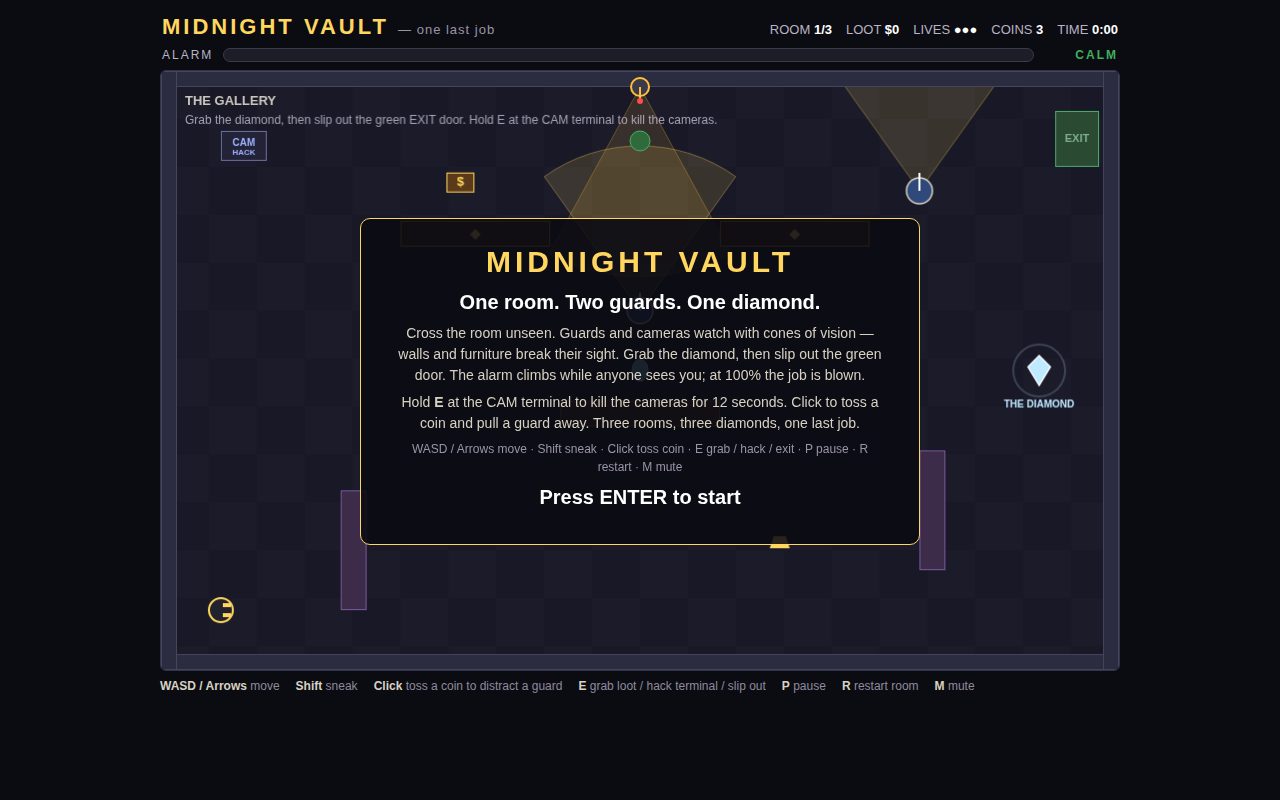 MIDNIGHT VAULT — one last job
ROOM 1/3 LOOT $0 LIVES ●●● COINS 3 TIME 0:00
ALARM
CALM
THE GALLERY
Grab the diamond, then slip out the green EXIT door. Hold E at the CAM terminal to kill the cameras.
CAM
HACK
EXIT
$
MIDNIGHT VAULT
One room. Two guards. One diamond.
Cross the room unseen. Guards and cameras watch with cones of vision —
walls and furniture break their sight. Grab the diamond, then slip out the green
door. The alarm climbs while anyone sees you; at 100% the job is blown.
Hold E at the CAM terminal to kill the cameras for 12 seconds. Click to toss a
coin and pull a guard away. Three rooms, three diamonds, one last job.
WASD / Arrows move · Shift sneak · Click toss coin · E grab / hack / exit · P pause · R
restart · M mute
Press ENTER to start
THE DIAMOND
WASD / Arrows move Shift sneak Click toss a coin to distract a guard E grab loot / hack terminal / slip out P pause R restart room M mute